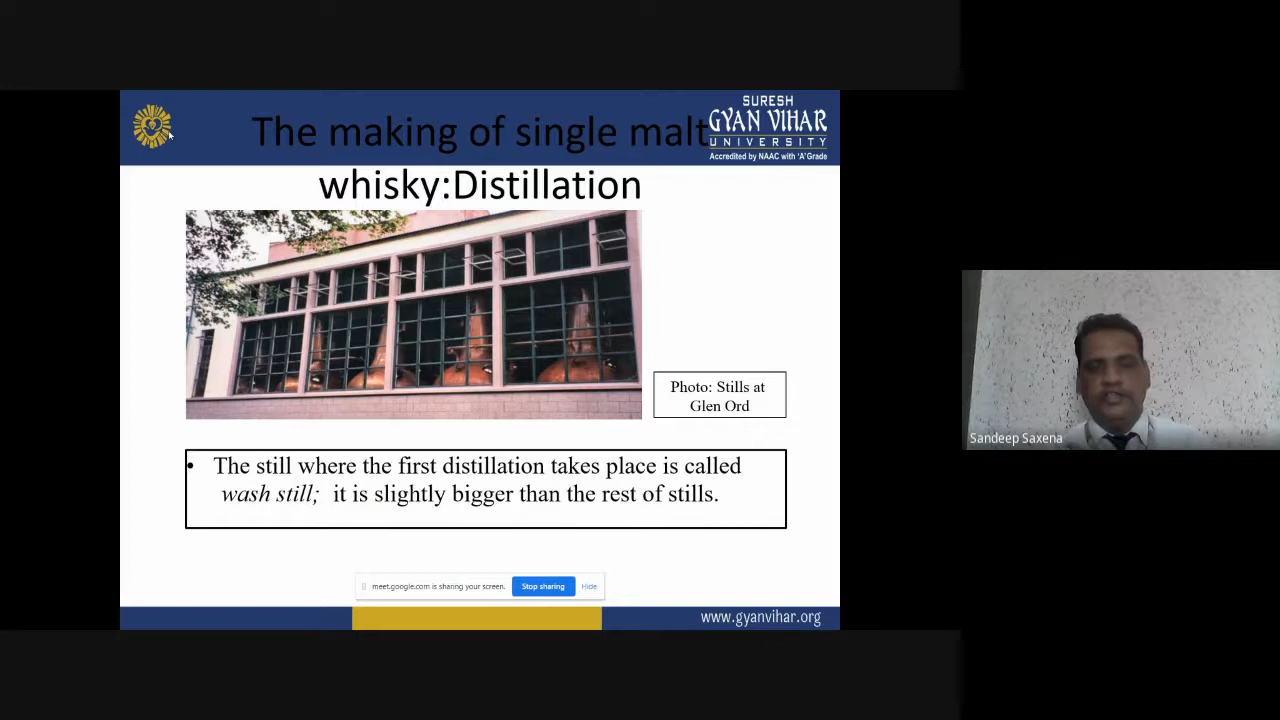 The making of single malt
whisky:Distillation
SURESH
GYAN VIHAR
UNIVERSITY
Accredited by NAAC with 'A' Grade
Photo: Stills at
Glen Ord
• The still where the first distillation takes place is called
wash still; it is slightly bigger than the rest of stills.
Sandeep Saxena
meet.google.com is sharing your screen. Stop sharing Hide
www.gyanvihar.org